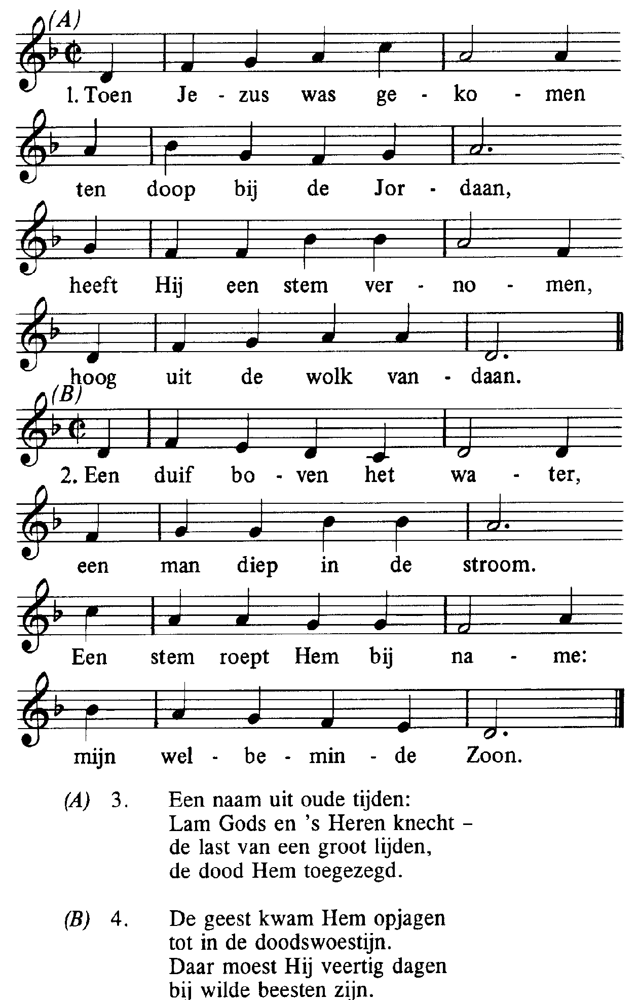 (A)
1. Toen Je - zus was ge - ko - men
ten doop bij de Jor - daan,
heeft Hij een stem ver - no - men,
hoog uit de wolk van - daan.
(B)
2. Een duif bo - ven het wa - ter,
een man diep in de stroom.
Een stem roept Hem bij na - me:
mijn wel - be - min - de Zoon.
(A) 3. Een naam uit oude tijden:
Lam Gods en 's Heren knecht –
de last van een groot lijden,
de dood Hem toegezegd.
(B) 4. De geest kwam Hem opjagen
tot in de doodswoestijn.
Daar moest Hij veertig dagen
bij wilde beesten zijn.